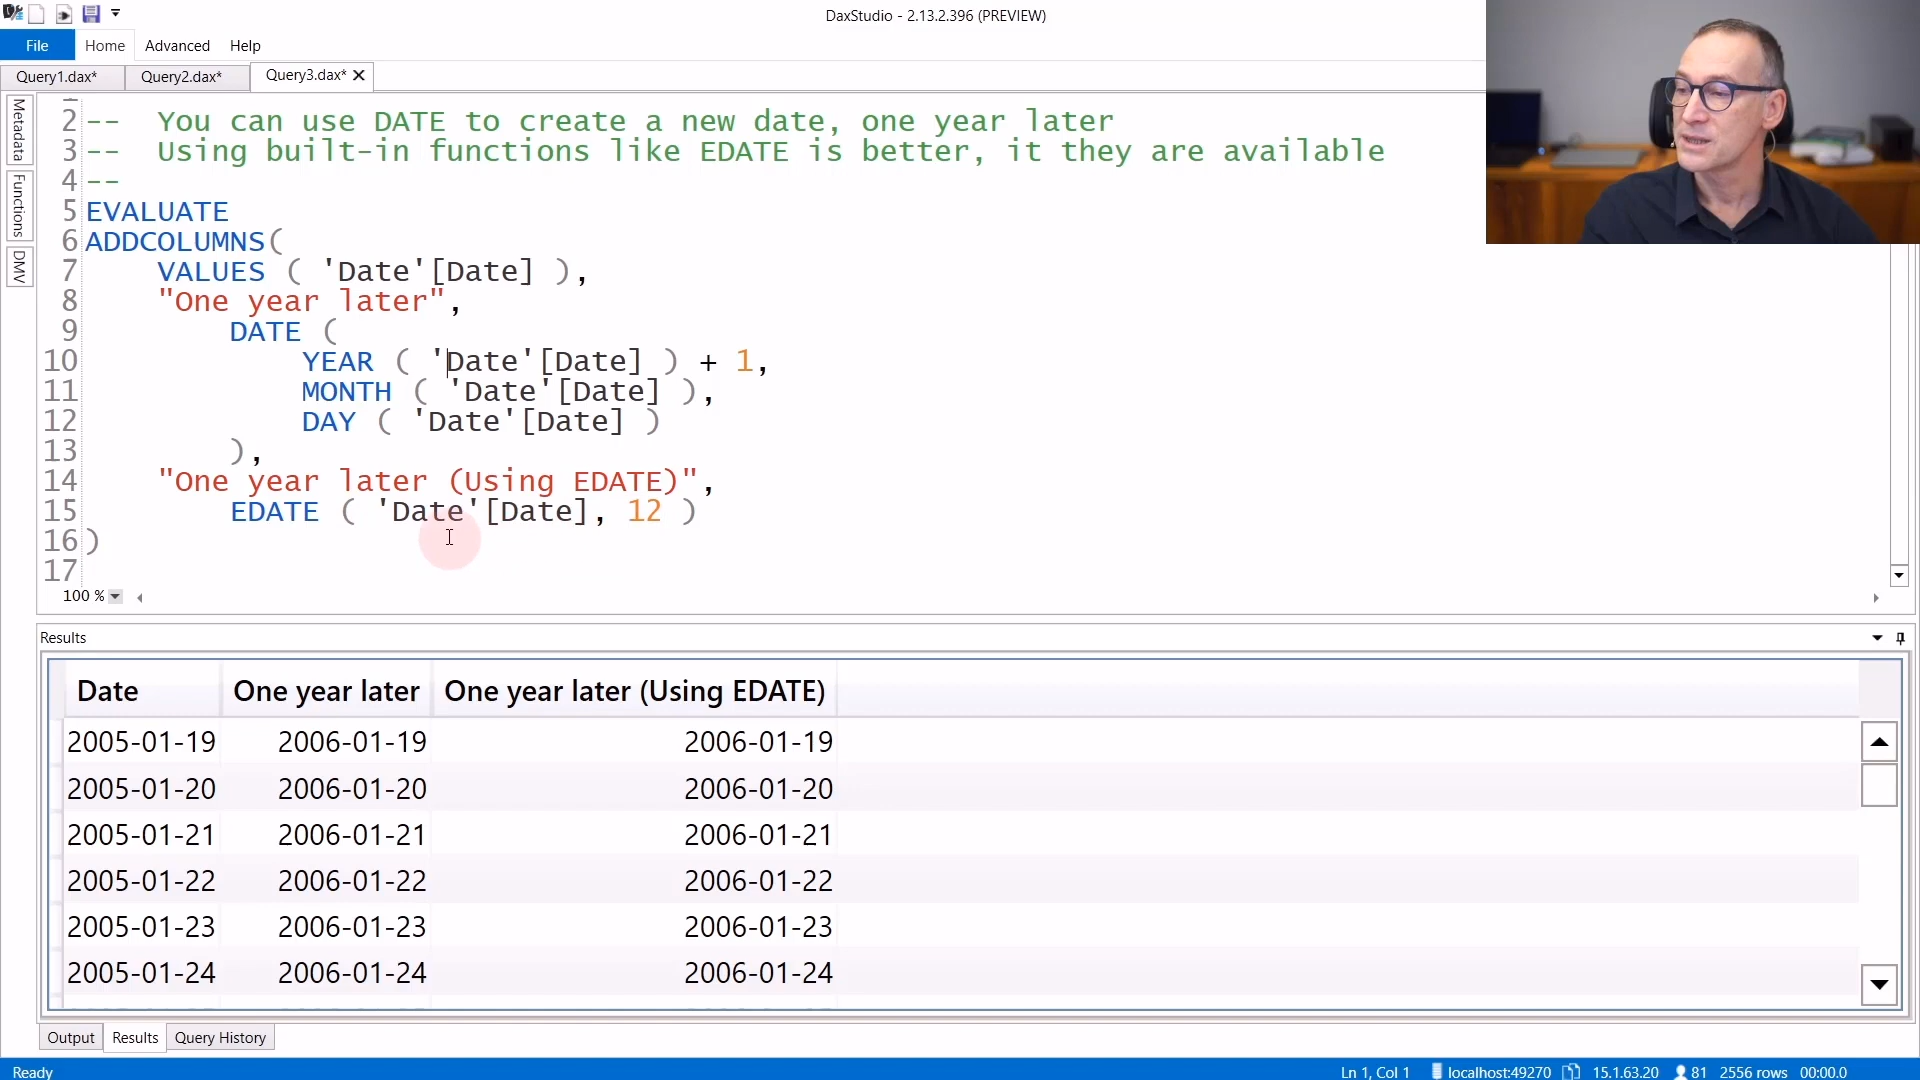 DaxStudio - 2.13.2.396 (PREVIEW)
File Home Advanced Help
Query1.dax* Query2.dax* Query3.dax*
Metadata
Functions
DMV
2 -- You can use DATE to create a new date, one year later
3 -- Using built-in functions like EDATE is better, it they are available
4 --
5 EVALUATE
6 ADDCOLUMNS(
7 VALUES ( 'Date'[Date] ),
8 "One year later",
9 DATE (
10 YEAR ( 'Date'[Date] ) + 1,
11 MONTH ( 'Date'[Date] ),
12 DAY ( 'Date'[Date] )
13 ),
14 "One year later (Using EDATE)",
15 EDATE ( 'Date'[Date], 12 )
16 )
17
100 %
Results
Date One year later One year later (Using EDATE)
2005-01-19 2006-01-19 2006-01-19
2005-01-20 2006-01-20 2006-01-20
2005-01-21 2006-01-21 2006-01-21
2005-01-22 2006-01-22 2006-01-22
2005-01-23 2006-01-23 2006-01-23
2005-01-24 2006-01-24 2006-01-24
Output Results Query History
Ready Ln 1, Col 1 localhost:49270 15.1.63.20 81 2556 rows 00:00.0